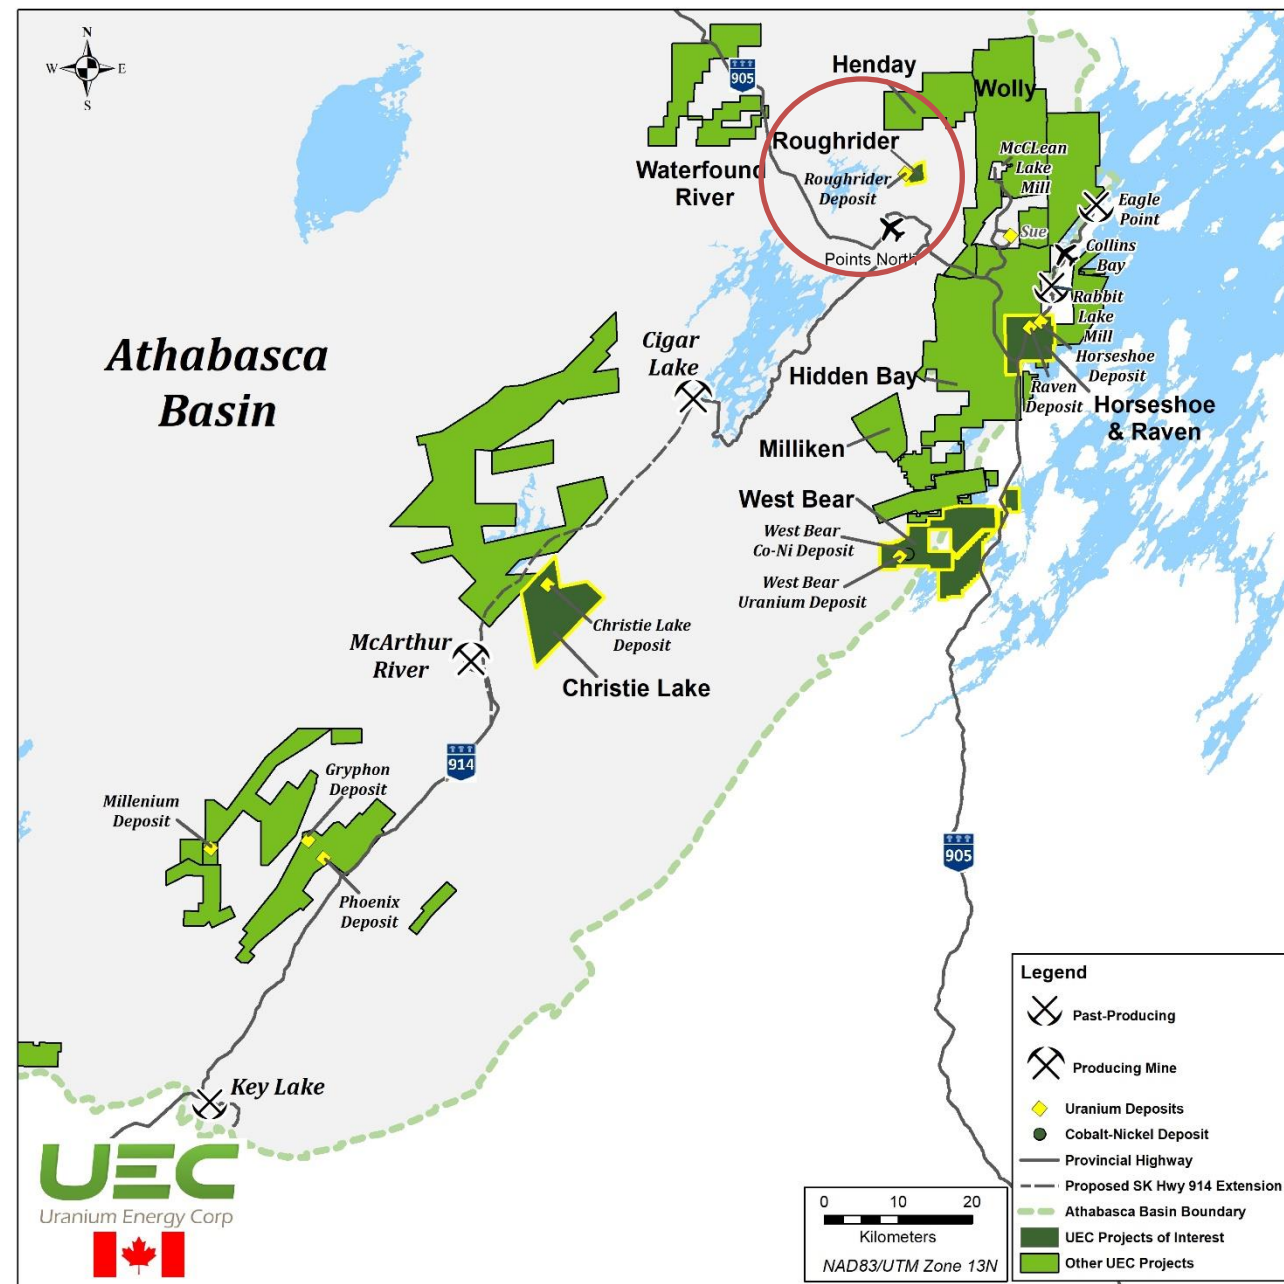 N
W E
S
905
Henday
Wolly
Roughrider
Roughrider
Deposit
Waterfound
River
McCLean
Lake
Mill
Eagle
Point
Sue
Collins
Bay
Points North
Rabbit
Lake
Mill
Horseshoe
Deposit
Raven
Deposit
Horseshoe
& Raven
Athabasca
Basin
Cigar
Lake
Hidden Bay
Milliken
West Bear
West Bear
Co-Ni Deposit
West Bear
Uranium Deposit
Christie Lake
Deposit
McArthur
River
Christie Lake
914
Gryphon
Deposit
Millenium
Deposit
Phoenix
Deposit
905
Key Lake
UEC
Uranium Energy Corp
0 10 20
Kilometers
NAD83/UTM Zone 13N
Legend
Past-Producing
Producing Mine
Uranium Deposits
Cobalt-Nickel Deposit
Provincial Highway
Proposed SK Hwy 914 Extension
Athabasca Basin Boundary
UEC Projects of Interest
Other UEC Projects